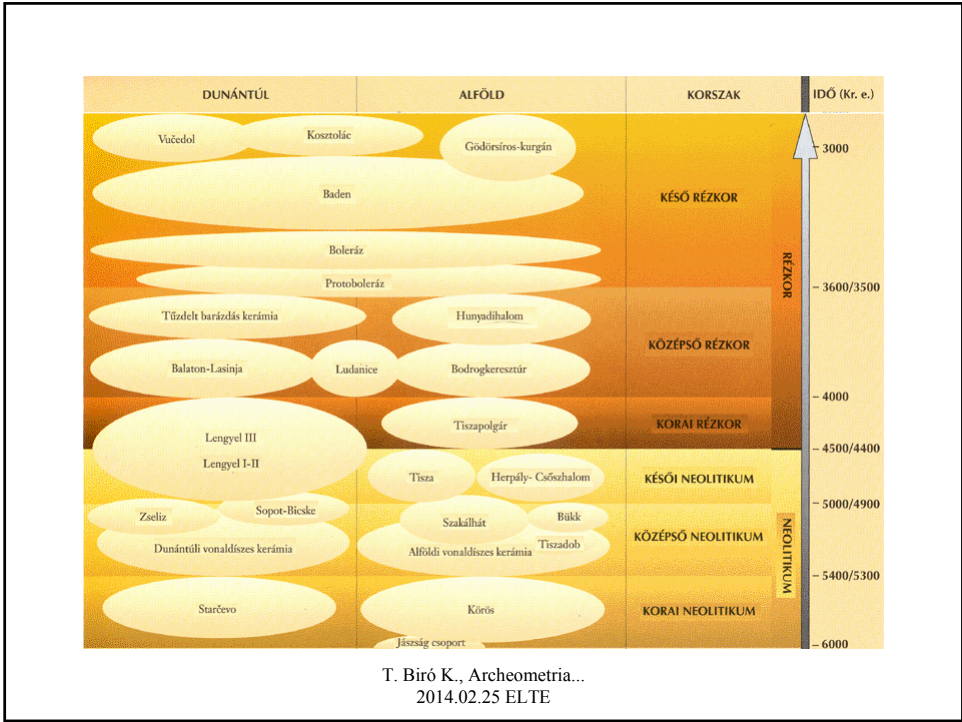 DUNÁNTÚL ALFÖLD KORSZAK IDŐ (Kr. e.)
Vučedol Kosztolác Gödörsíros-kurgán 3000
Baden KÉSŐ RÉZKOR
Boleráz RÉZKOR
Protoboleráz 3600/3500
Tűzdelt barázdás kerámia Hunyadihalom
KÖZÉPSŐ RÉZKOR
Balaton-Lasinja Ludanice Bodrogkeresztúr
4000
Tiszapolgár KORAI RÉZKOR
Lengyel III
4500/4400
Lengyel I-II
Tisza Herpály- Csőszhalom KÉSŐI NEOLITIKUM
5000/4900
Zseliz Sopot-Bicske Szakálhát Bükk
KÖZÉPSŐ NEOLITIKUM NEOLITIKUM
Dunántúli vonaldíszes kerámia Alföldi vonaldíszes kerámia Tiszadob
5400/5300
Starčevo Körös KORAI NEOLITIKUM
Jászság csoport 6000
T. Biró K., Archeometria...
2014.02.25 ELTE